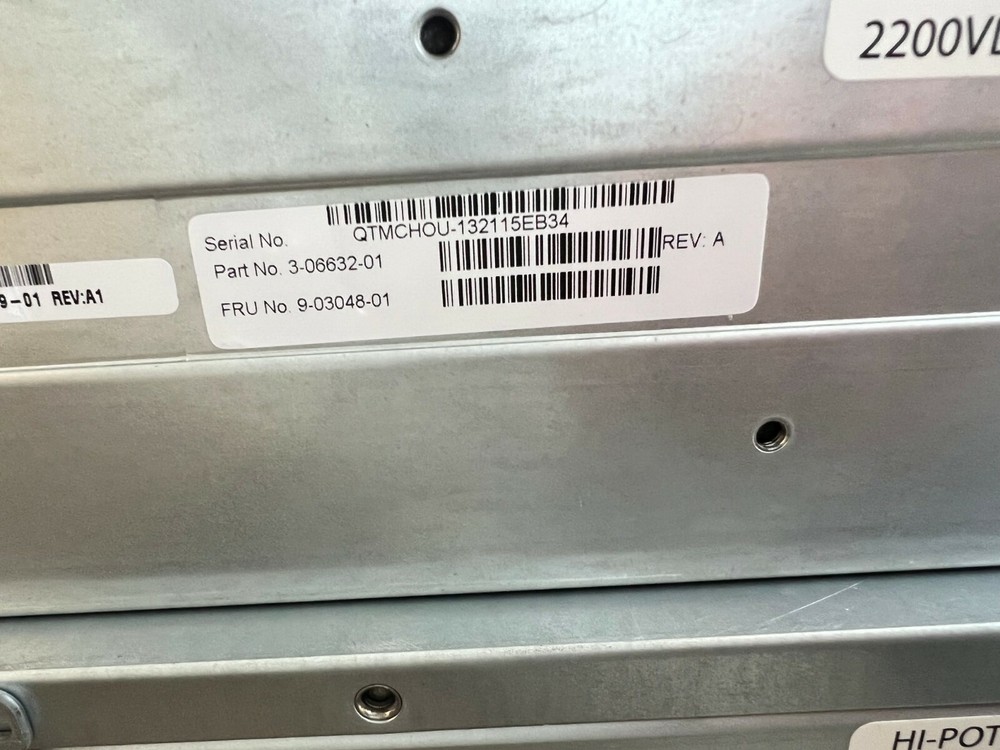 2200V
Serial No. QTMCHOU-132115EB34
Part No. 3-06632-01 REV: A
FRU No. 9-03048-01
9-01 REV:A1
HI-POT